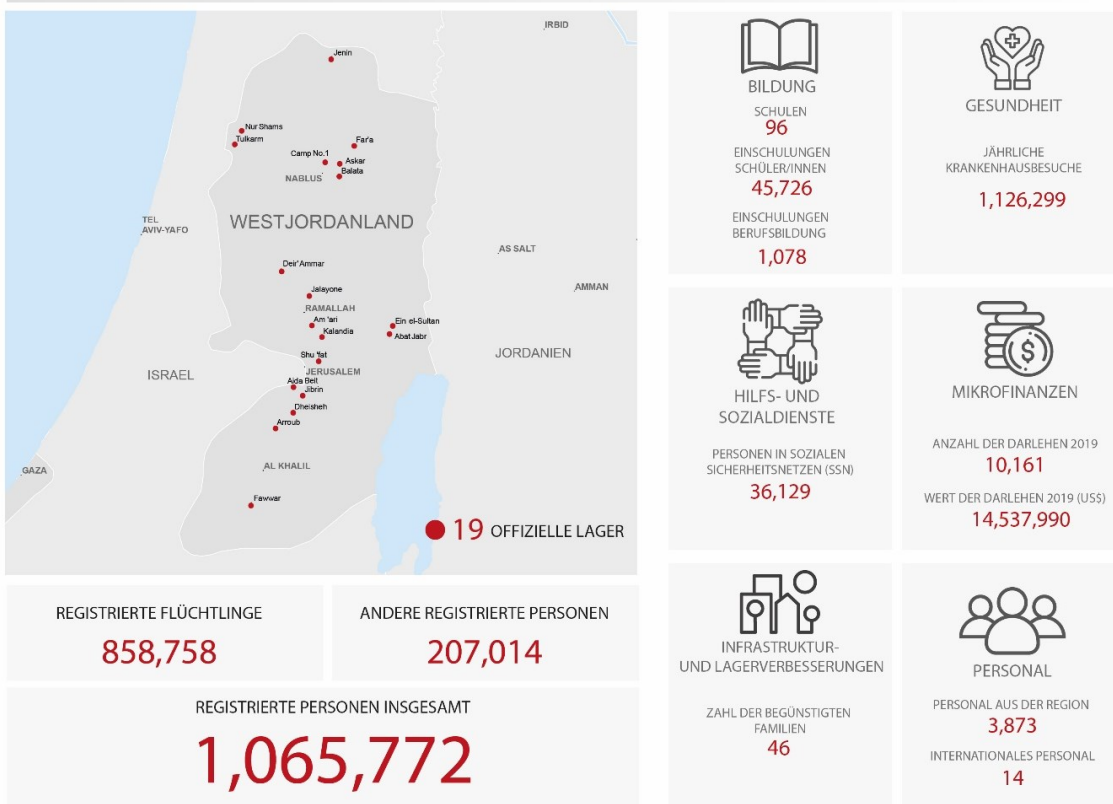 IRBID
Jenin
Nur Shams
Tulkarm
Far'a
Camp No.1
Askar
Balata
NABLUS
TEL
AVIV-YAFO
WESTJORDANLAND
AS SALT
Deir' Ammar
AMMAN
Jalayone
RAMALLAH
Am 'ari
Ein el-Sultan
Kalandia
Abat Jabr
Shu 'fat
JORDANIEN
JERUSALEM
ISRAEL
Aida Beit
Jibrin
Dheisheh
Arroub
AL KHALIL
GAZA
Fawwar
19 OFFIZIELLE LAGER
REGISTRIERTE FLÜCHTLINGE
858,758
ANDERE REGISTRIERTE PERSONEN
207,014
REGISTRIERTE PERSONEN INSGESAMT
1,065,772
BILDUNG
SCHULEN
96
EINSCHULUNGEN
SCHÜLER/INNEN
45,726
EINSCHULUNGEN
BERUFSBILDUNG
1,078
GESUNDHEIT
JÄHRLICHE
KRANKENHAUSBESUCHE
1,126,299
HILFS- UND
SOZIALDIENSTE
PERSONEN IN SOZIALEN
SICHERHEITSNETZEN (SSN)
36,129
$
MIKROFINANZEN
ANZAHL DER DARLEHEN 2019
10,161
WERT DER DARLEHEN 2019 (US$)
14,537,990
INFRASTRUKTUR-
UND LAGERVERBESSERUNGEN
ZAHL DER BEGÜNSTIGTEN
FAMILIEN
46
PERSONAL
PERSONAL AUS DER REGION
3,873
INTERNATIONALES PERSONAL
14